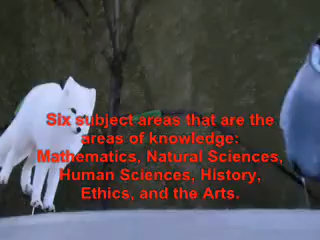 Six subject areas that are the
areas of knowledge:
Mathematics, Natural Sciences,
Human Sciences, History,
Ethics, and the Arts.